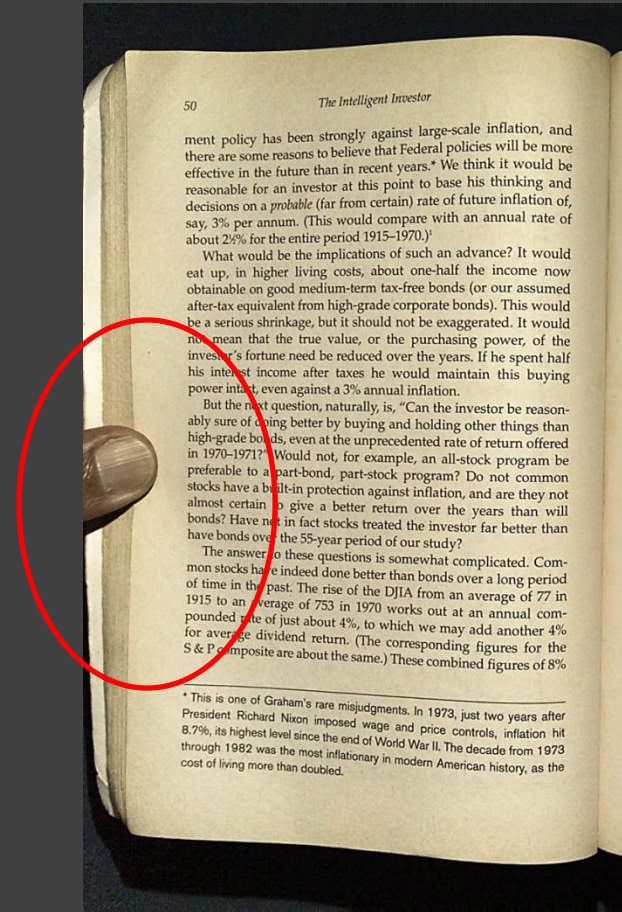 50
The Intelligent Investor
ment policy has been strongly against large-scale inflation, and
there are some reasons to believe that Federal policies will be more
effective in the future than in recent years.* We think it would be
reasonable for an investor at this point to base his thinking and
decisions on a probable (far from certain) rate of future inflation of,
say, 3% per annum. (This would compare with an annual rate of
about 2½% for the entire period 1915–1970.)¹
What would be the implications of such an advance? It would
eat up, in higher living costs, about one-half the income now
obtainable on good medium-term tax-free bonds (or our assumed
after-tax equivalent from high-grade corporate bonds). This would
be a serious shrinkage, but it should not be exaggerated. It would
not mean that the true value, or the purchasing power, of the
investor's fortune need be reduced over the years. If he spent half
his interest income after taxes he would maintain this buying
power intact, even against a 3% annual inflation.
But the next question, naturally, is, "Can the investor be reason-
ably sure of doing better by buying and holding other things than
high-grade bonds, even at the unprecedented rate of return offered
in 1970–1971?" Would not, for example, an all-stock program be
preferable to a part-bond, part-stock program? Do not common
stocks have a built-in protection against inflation, and are they not
almost certain to give a better return over the years than will
bonds? Have not in fact stocks treated the investor far better than
have bonds over the 55-year period of our study?
The answer to these questions is somewhat complicated. Com-
mon stocks have indeed done better than bonds over a long period
of time in the past. The rise of the DJIA from an average of 77 in
1915 to an average of 753 in 1970 works out at an annual com-
pounded rate of just about 4%, to which we may add another 4%
for average dividend return. (The corresponding figures for the
S & P composite are about the same.) These combined figures of 8%
* This is one of Graham's rare misjudgments. In 1973, just two years after
President Richard Nixon imposed wage and price controls, inflation hit
8.7%, its highest level since the end of World War II. The decade from 1973
through 1982 was the most inflationary in modern American history, as the
cost of living more than doubled.